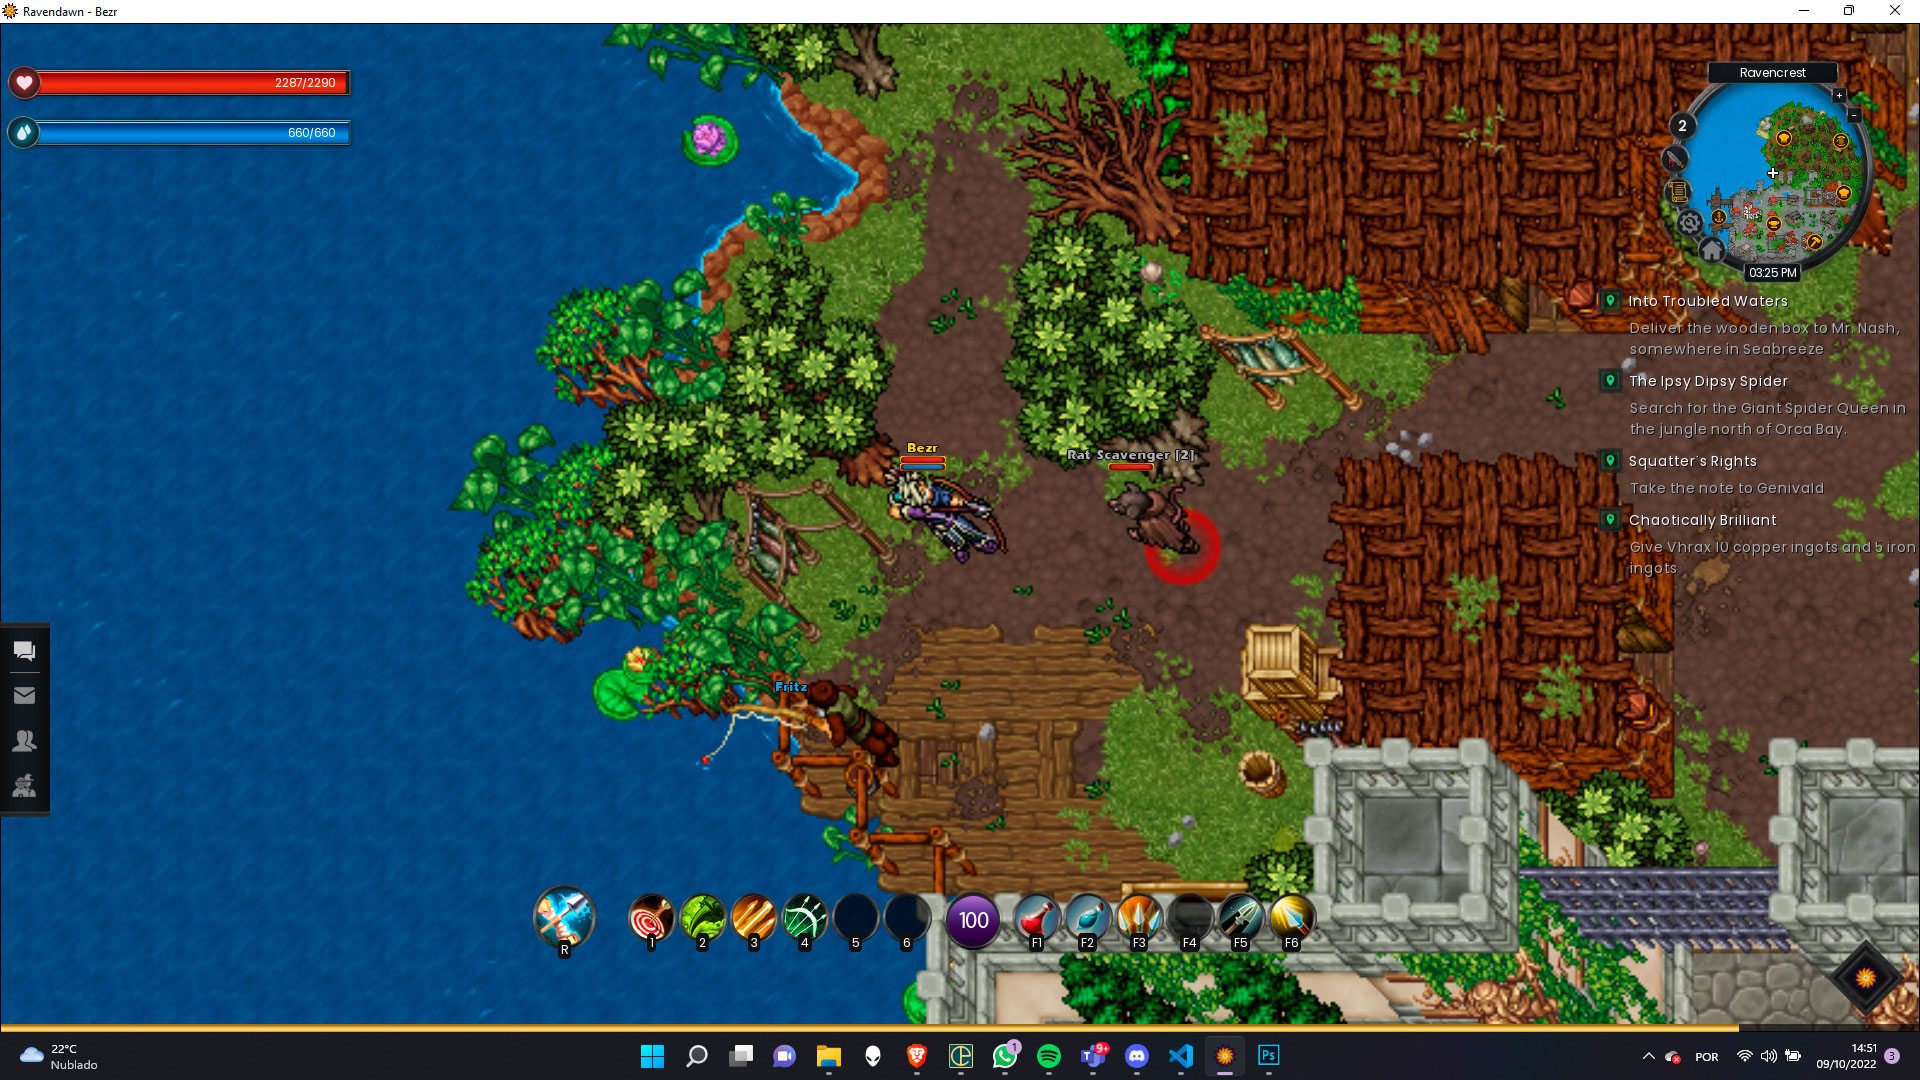 Ravendawn - Bezr
2287/2290
660/660
Ravencrest
+
-
2
03:25 PM
Into Troubled Waters
Deliver the wooden box to Mr. Nash,
somewhere in Seabreeze
The Ipsy Dipsy Spider
Search for the Giant Spider Queen in
the jungle north of Orca Bay.
Squatter's Rights
Take the note to Genivald
Chaotically Brilliant
Give Vhrax 10 copper ingots and 5 iron
ingots
Bezr
Rat Scavenger [2]
Fritz
R
1
2
3
4
5
6
100
F1
F2
F3
F4
F5
F6
22°C
Nublado
1
9+
Ps
POR
14:51
09/10/2022
3